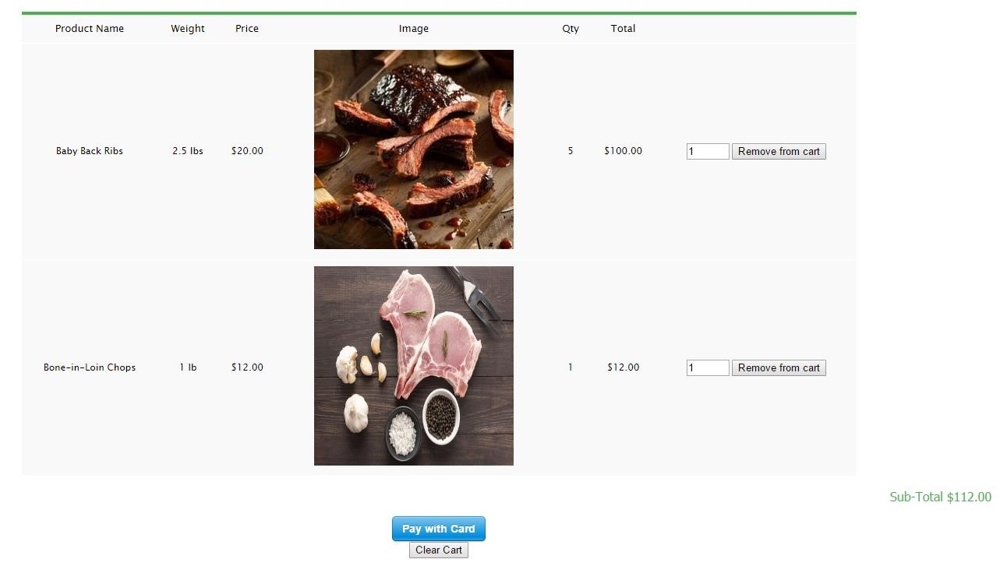 Product Name Weight Price Image Qty Total
Baby Back Ribs 2.5 lbs $20.00 5 $100.00 1 Remove from cart
Bone-in-Loin Chops 1 lb $12.00 1 $12.00 1 Remove from cart
Sub-Total $112.00
Pay with Card
Clear Cart